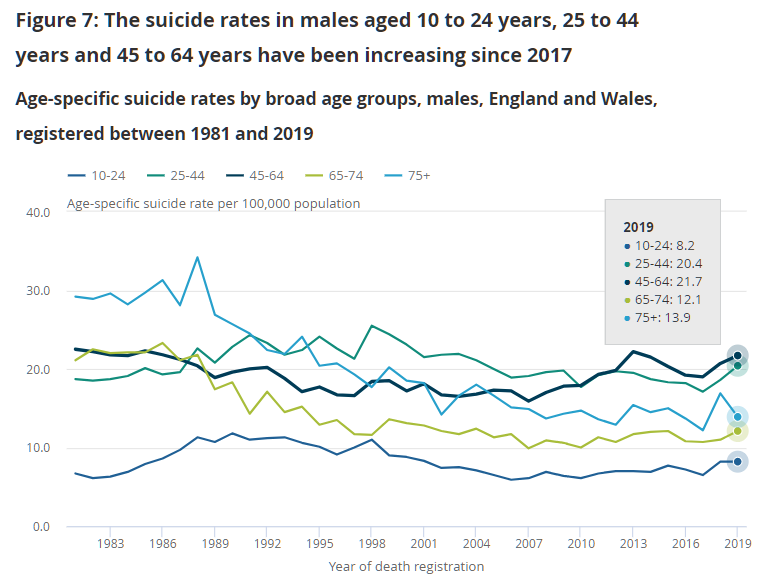 Figure 7: The suicide rates in males aged 10 to 24 years, 25 to 44
years and 45 to 64 years have been increasing since 2017
Age-specific suicide rates by broad age groups, males, England and Wales,
registered between 1981 and 2019
10-24 25-44 45-64 65-74 75+
Age-specific suicide rate per 100,000 population
40.0
30.0
20.0
10.0
0.0
2019
10-24: 8.2
25-44: 20.4
45-64: 21.7
65-74: 12.1
75+: 13.9
1983 1986 1989 1992 1995 1998 2001 2004 2007 2010 2013 2016 2019
Year of death registration